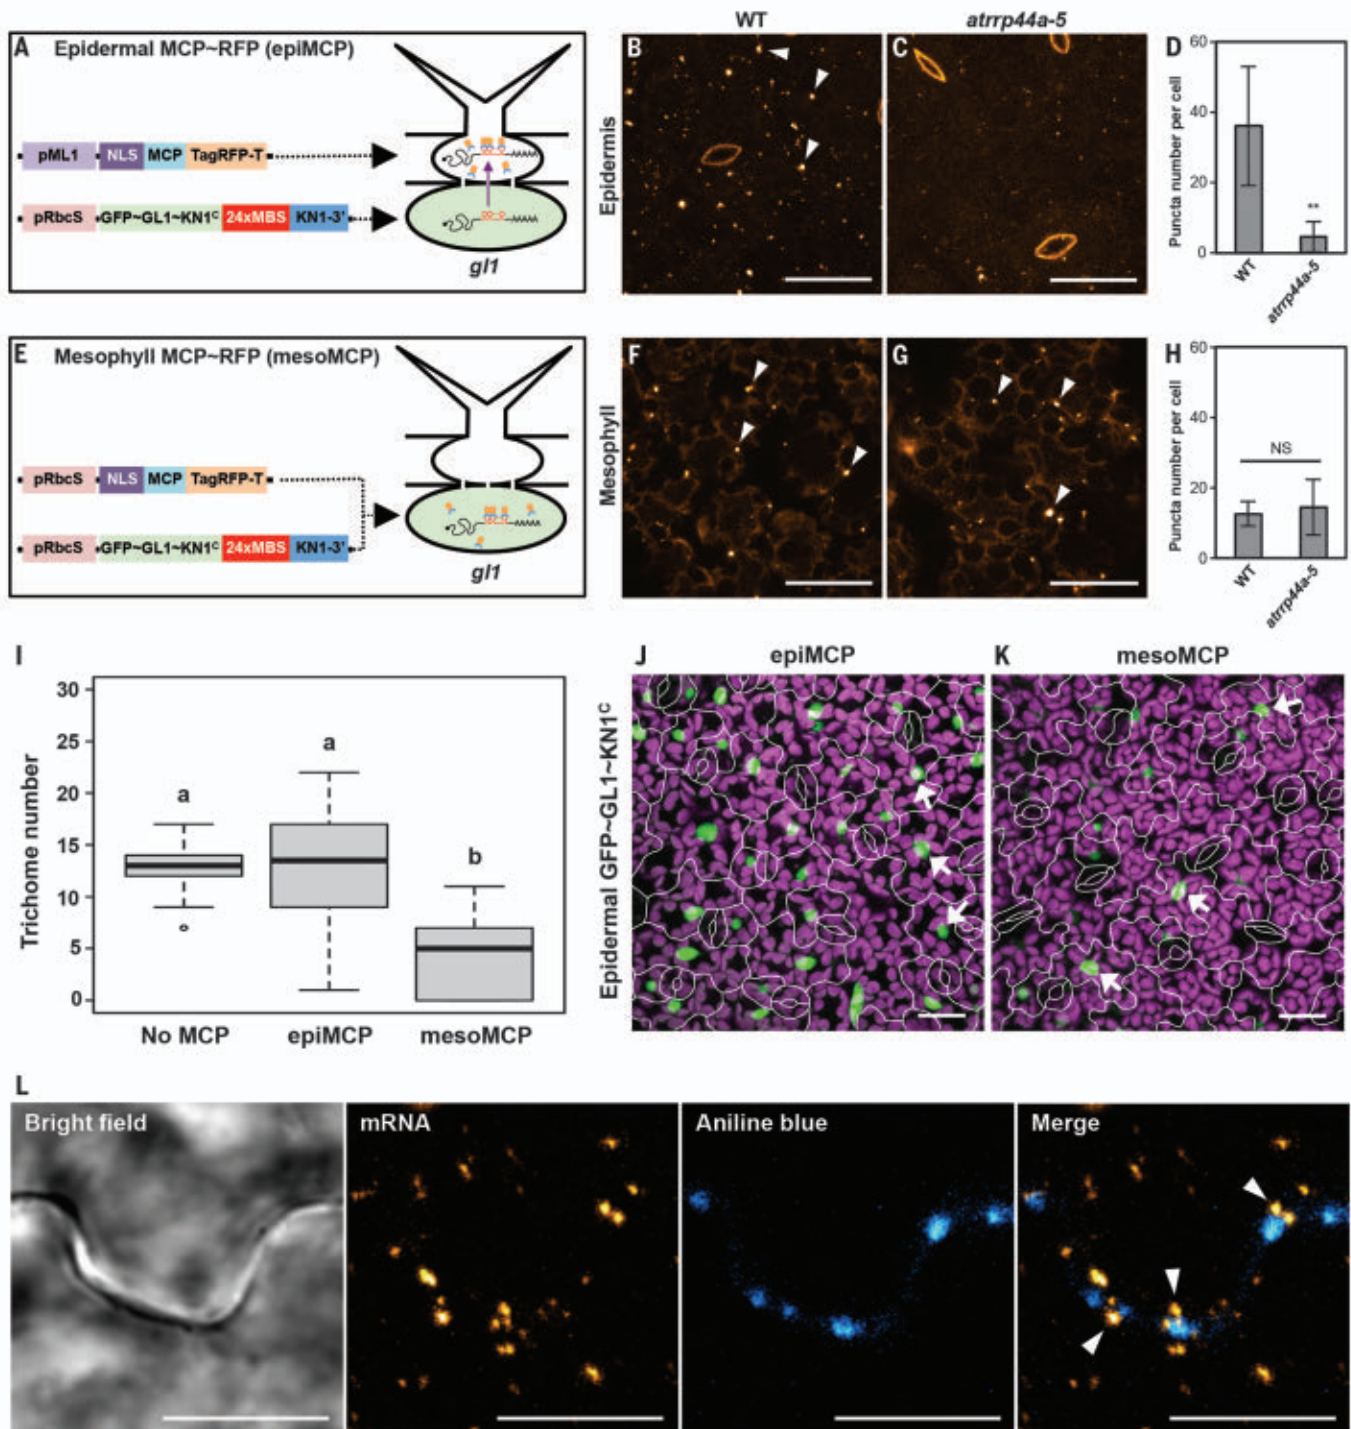 WT
atrrp44a-5
A Epidermal MCP~RFP (epiMCP)
pML1 NLS MCP TagRFP-T
pRbcS GFP~GL1~KN1ᶜ 24xMBS KN1-3'
gl1
Epidermis
B
C
D
Puncta number per cell
60
40
20
0
**
WT
atrrp44a-5
E Mesophyll MCP~RFP (mesoMCP)
pRbcS NLS MCP TagRFP-T
pRbcS GFP~GL1~KN1ᶜ 24xMBS KN1-3'
gl1
Mesophyll
F
G
H
Puncta number per cell
60
40
20
0
NS
WT
atrrp44a-5
I
Trichome number
30
25
20
15
10
5
0
a
a
b
No MCP
epiMCP
mesoMCP
Epidermal GFP~GL1~KN1ᶜ
J epiMCP
K mesoMCP
L
Bright field
mRNA
Aniline blue
Merge